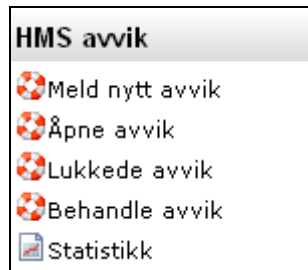 HMS avvik
Meld nytt avvik
Åpne avvik
Lukkede avvik
Behandle avvik
Statistikk